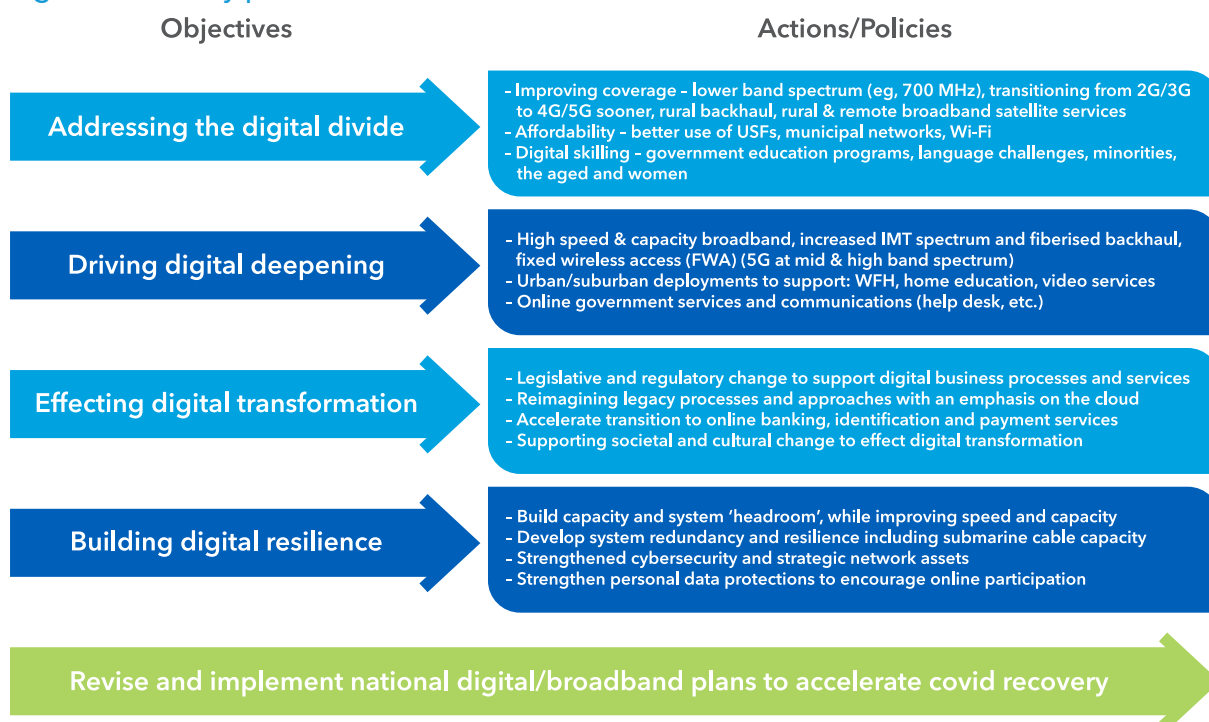 Objectives
Actions/Policies
Addressing the digital divide
– Improving coverage – lower band spectrum (eg, 700 MHz), transitioning from 2G/3G
to 4G/5G sooner, rural backhaul, rural & remote broadband satellite services
– Affordability – better use of USFs, municipal networks, Wi-Fi
– Digital skilling – government education programs, language challenges, minorities,
the aged and women
Driving digital deepening
– High speed & capacity broadband, increased IMT spectrum and fiberised backhaul,
fixed wireless access (FWA) (5G at mid & high band spectrum)
– Urban/suburban deployments to support: WFH, home education, video services
– Online government services and communications (help desk, etc.)
Effecting digital transformation
– Legislative and regulatory change to support digital business processes and services
– Reimagining legacy processes and approaches with an emphasis on the cloud
– Accelerate transition to online banking, identification and payment services
– Supporting societal and cultural change to effect digital transformation
Building digital resilience
– Build capacity and system ‘headroom’, while improving speed and capacity
– Develop system redundancy and resilience including submarine cable capacity
– Strengthened cybersecurity and strategic network assets
– Strengthen personal data protections to encourage online participation
Revise and implement national digital/broadband plans to accelerate covid recovery